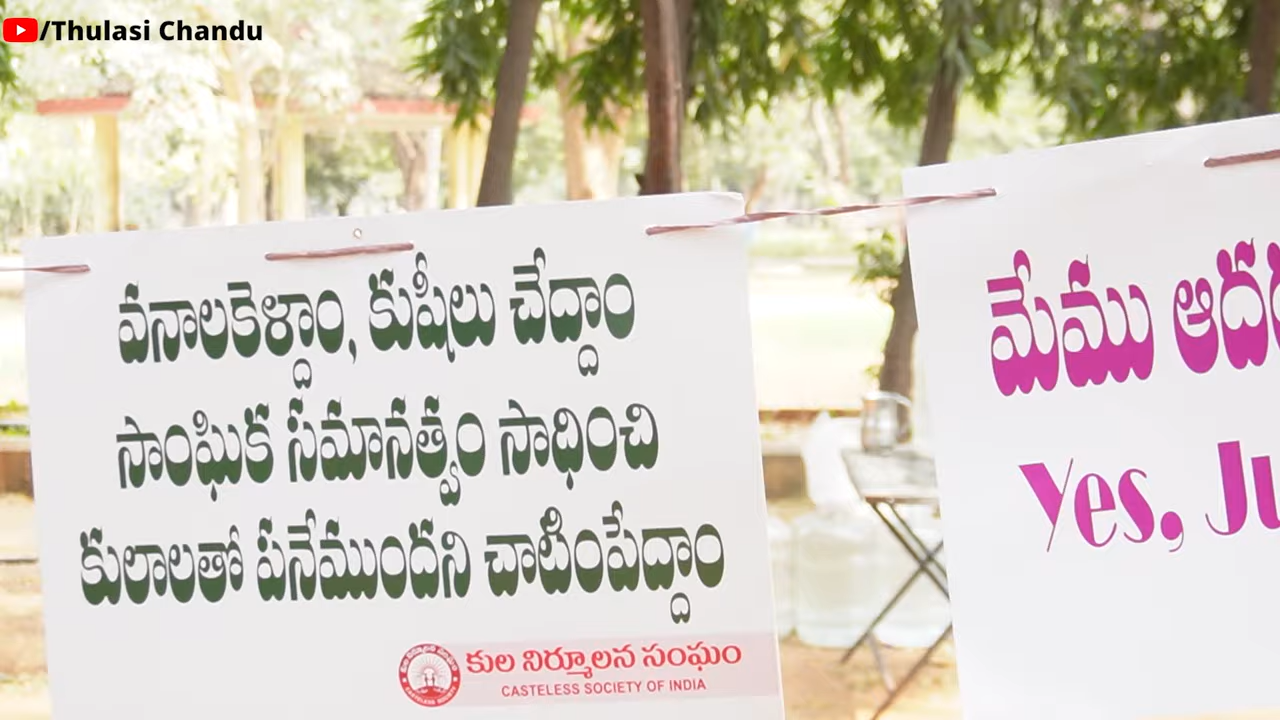 /Thulasi Chandu
వనాలకెళ్దాం, కుషీలు చేద్దాం
సాంఘిక సమానత్వం సాధించి
కులాలతో పనేముందని చాటింపేద్దాం
కుల నిర్మూలన సంఘం
CASTELESS SOCIETY OF INDIA
మేము
Yes,